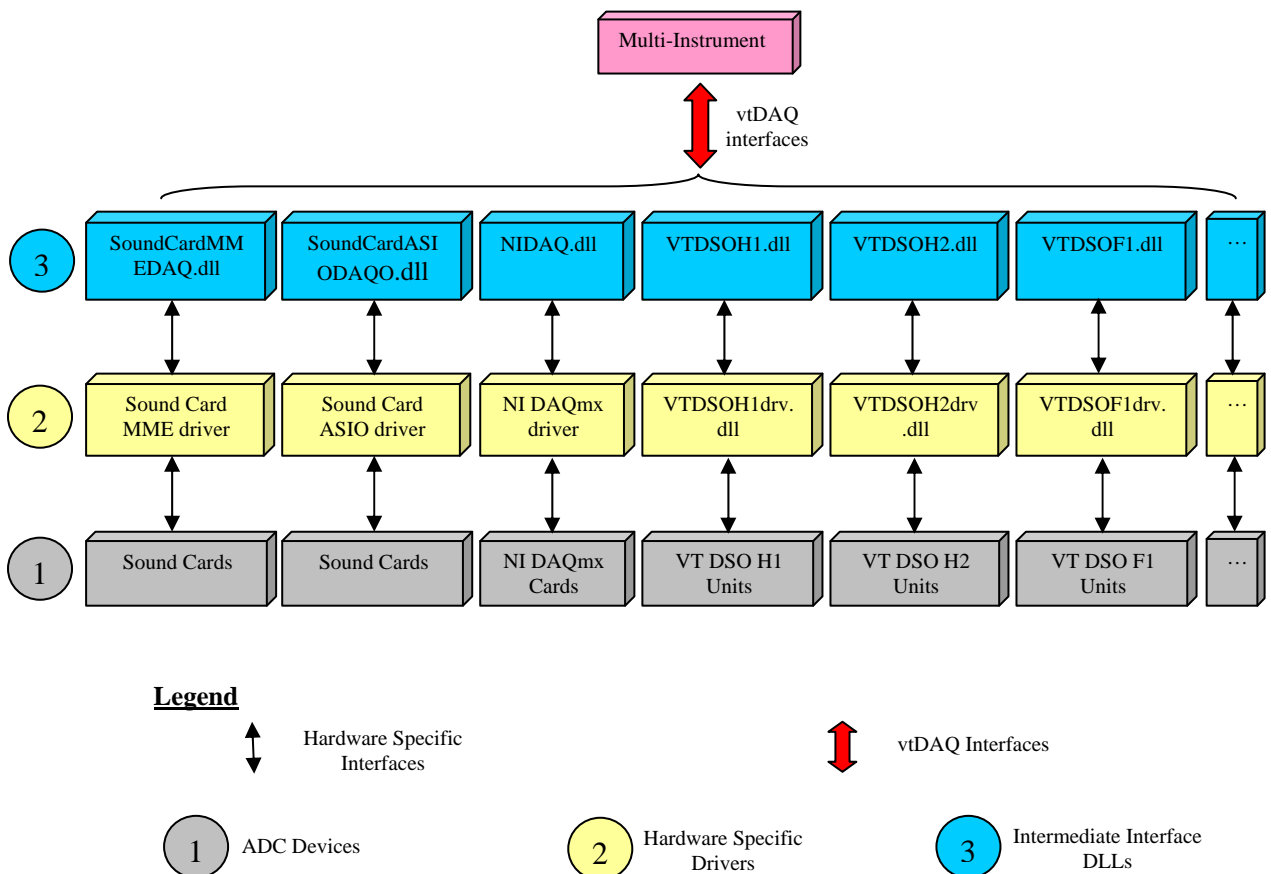 Multi-Instrument
vtDAQ
interfaces
3
SoundCardMM
EDAQ.dll
SoundCardASI
ODAQO.dll
NIDAQ.dll
VTDSOH1.dll
VTDSOH2.dll
VTDSOF1.dll
…
2
Sound Card
MME driver
Sound Card
ASIO driver
NI DAQmx
driver
VTDSOH1drv.
dll
VTDSOH2drv
.dll
VTDSOF1drv.
dll
…
1
Sound Cards
Sound Cards
NI DAQmx
Cards
VT DSO H1
Units
VT DSO H2
Units
VT DSO F1
Units
…
Legend
Hardware Specific
Interfaces
vtDAQ Interfaces
1
ADC Devices
2
Hardware Specific
Drivers
3
Intermediate Interface
DLLs